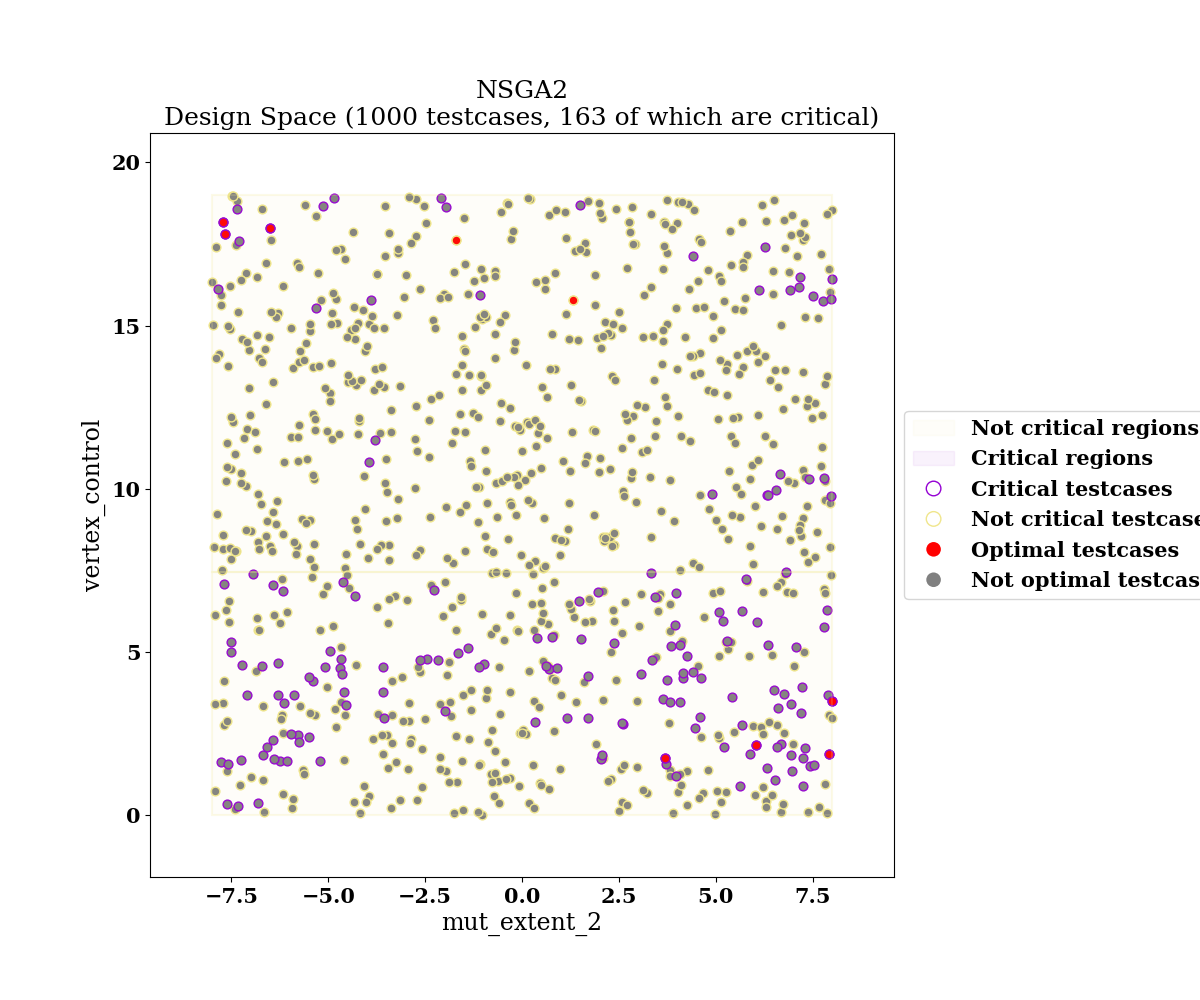 NSGA2
Design Space (1000 testcases, 163 of which are critical)
20
15
10
5
0
vertex_control
−7.5 −5.0 −2.5 0.0 2.5 5.0 7.5
mut_extent_2
Not critical regions
Critical regions
Critical testcases
Not critical testcase
Optimal testcases
Not optimal testcas